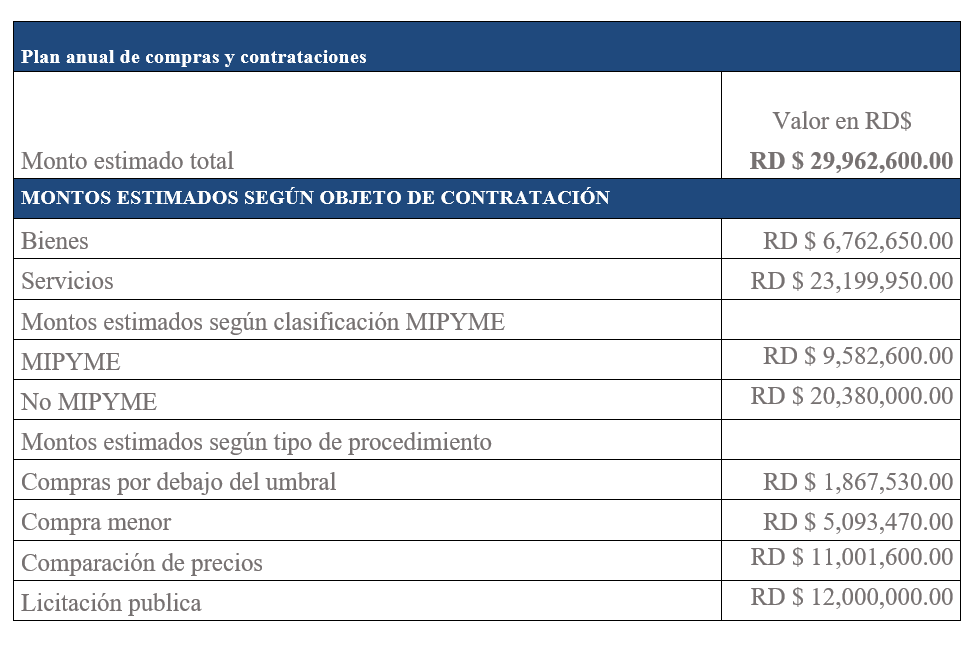 Plan anual de compras y contrataciones
Valor en RD$
Monto estimado total RD $ 29,962,600.00
MONTOS ESTIMADOS SEGÚN OBJETO DE CONTRATACIÓN
Bienes RD $ 6,762,650.00
Servicios RD $ 23,199,950.00
Montos estimados según clasificación MIPYME
MIPYME RD $ 9,582,600.00
No MIPYME RD $ 20,380,000.00
Montos estimados según tipo de procedimiento
Compras por debajo del umbral RD $ 1,867,530.00
Compra menor RD $ 5,093,470.00
Comparación de precios RD $ 11,001,600.00
Licitación publica RD $ 12,000,000.00